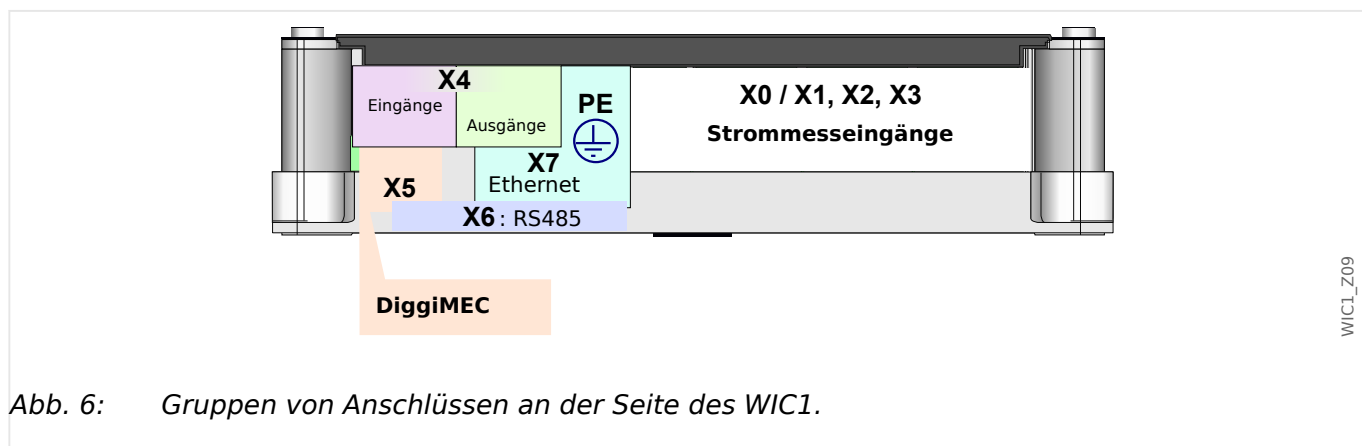 X4
Eingänge
Ausgänge
PE
X0 / X1, X2, X3
Strommesseingänge
X5
X7
Ethernet
X6 : RS485
DiggiMEC
WIC1_Z09
Abb. 6: Gruppen von Anschlüssen an der Seite des WIC1.